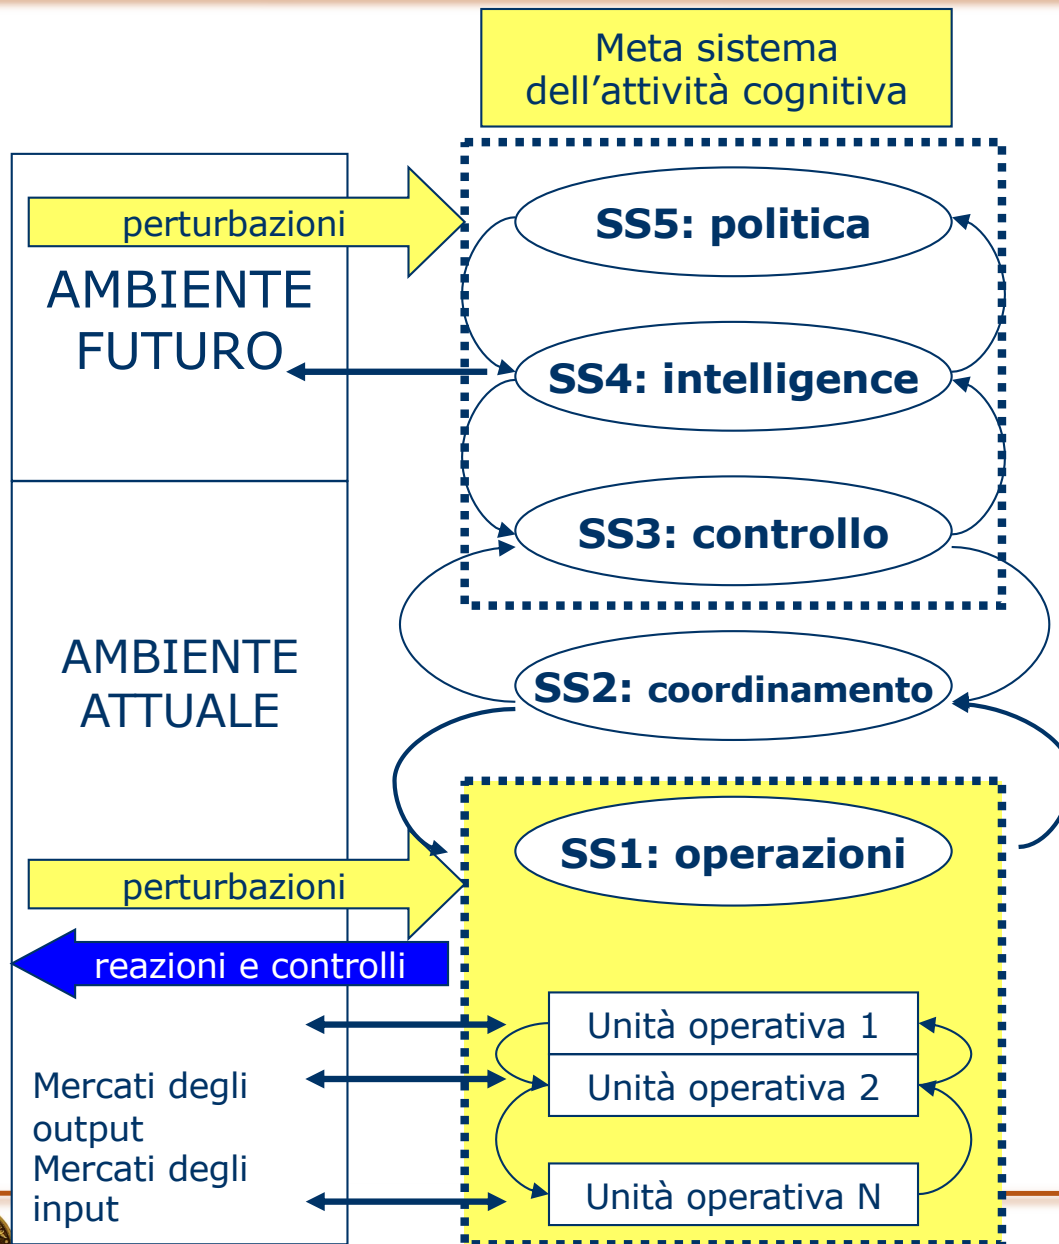 Meta sistema
dell’attività cognitiva
perturbazioni
AMBIENTE
FUTURO
SS5: politica
SS4: intelligence
SS3: controllo
AMBIENTE
ATTUALE
SS2: coordinamento
SS1: operazioni
perturbazioni
reazioni e controlli
Unità operativa 1
Unità operativa 2
Unità operativa N
Mercati degli
output
Mercati degli
input